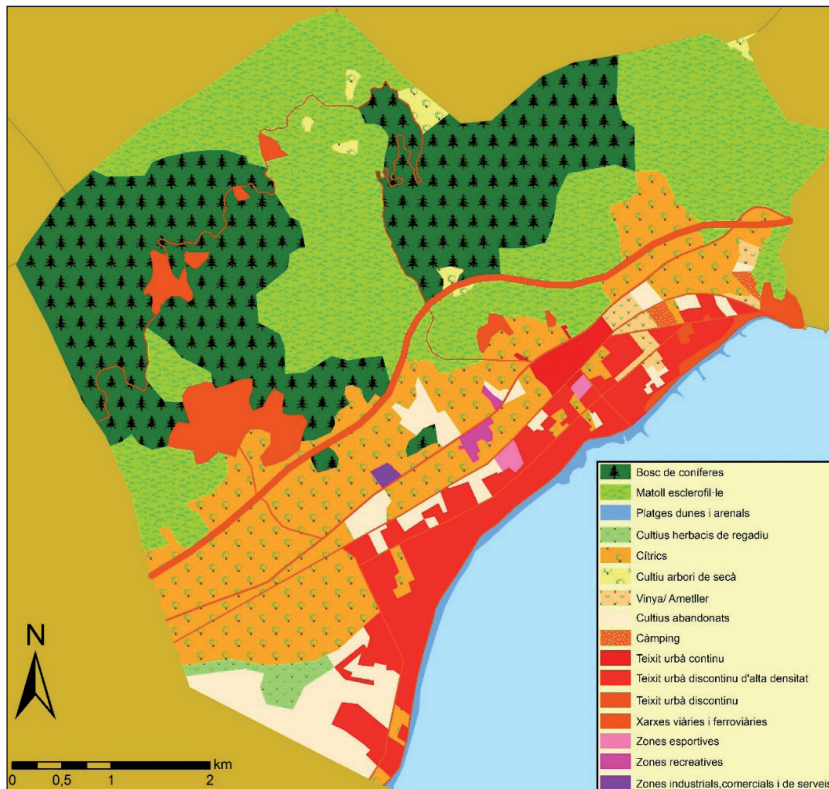 Bosc de coníferes
Matoll esclerofil·le
Platges dunes i arenals
Cultius herbacis de regadiu
Cítrics
Cultiu arbori de secà
Vinya/ Ametller
Cultius abandonats
Càmping
Teixit urbà continu
Teixit urbà discontinu d'alta densitat
Teixit urbà discontinu
Xarxes viàries i ferroviàries
Zones esportives
Zones recreatives
Zones industrials,comercials i de serveis
N
km
0 0,5 1 2